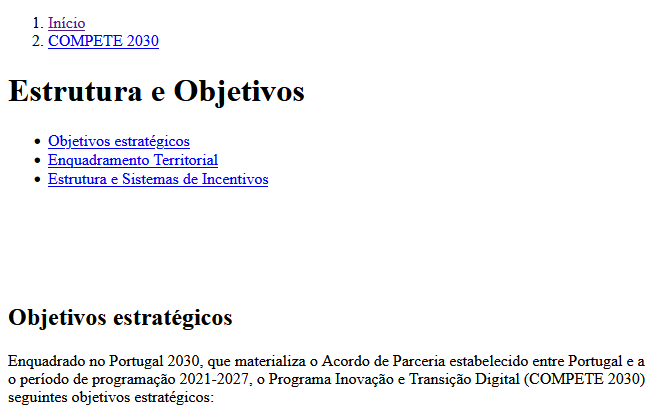 1. Início
2. COMPETE 2030
Estrutura e Objetivos
• Objetivos estratégicos
• Enquadramento Territorial
• Estrutura e Sistemas de Incentivos
Objetivos estratégicos
Enquadrado no Portugal 2030, que materializa o Acordo de Parceria estabelecido entre Portugal e a
o período de programação 2021-2027, o Programa Inovação e Transição Digital (COMPETE 2030)
seguintes objetivos estratégicos: